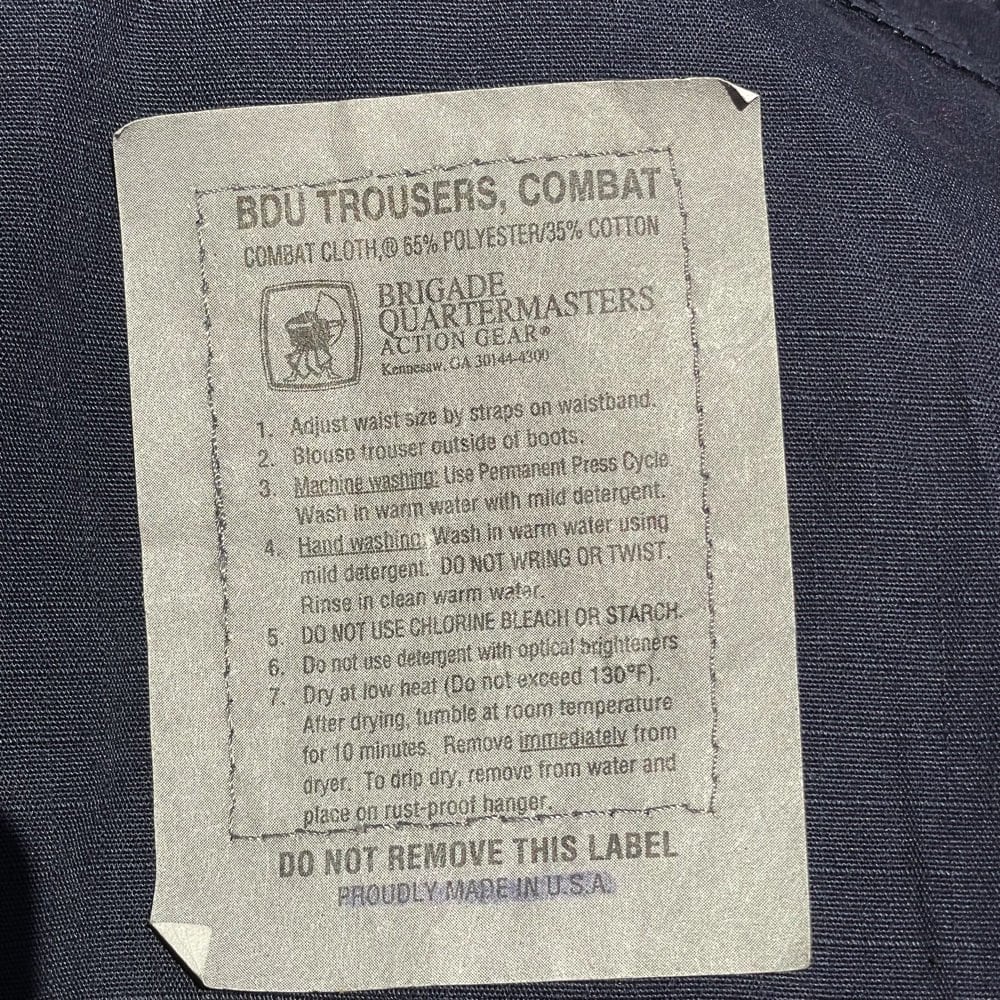 BDU TROUSERS, COMBAT
COMBAT CLOTH,® 65% POLYESTER/35% COTTON
BRIGADE
QUARTERMASTERS
ACTION GEAR®
Kennesaw, GA 30144-4300
1. Adjust waist size by straps on waistband.
2. Blouse trouser outside of boots.
3. Machine washing: Use Permanent Press Cycle.
Wash in warm water with mild detergent.
4. Hand washing: Wash in warm water using
mild detergent. DO NOT WRING OR TWIST.
Rinse in clean warm water.
5. DO NOT USE CHLORINE BLEACH OR STARCH.
6. Do not use detergent with optical brighteners
7. Dry at low heat (Do not exceed 130°F).
After drying, tumble at room temperature
for 10 minutes. Remove immediately from
dryer. To drip dry, remove from water and
place on rust-proof hanger.
DO NOT REMOVE THIS LABEL
PROUDLY MADE IN U.S.A.